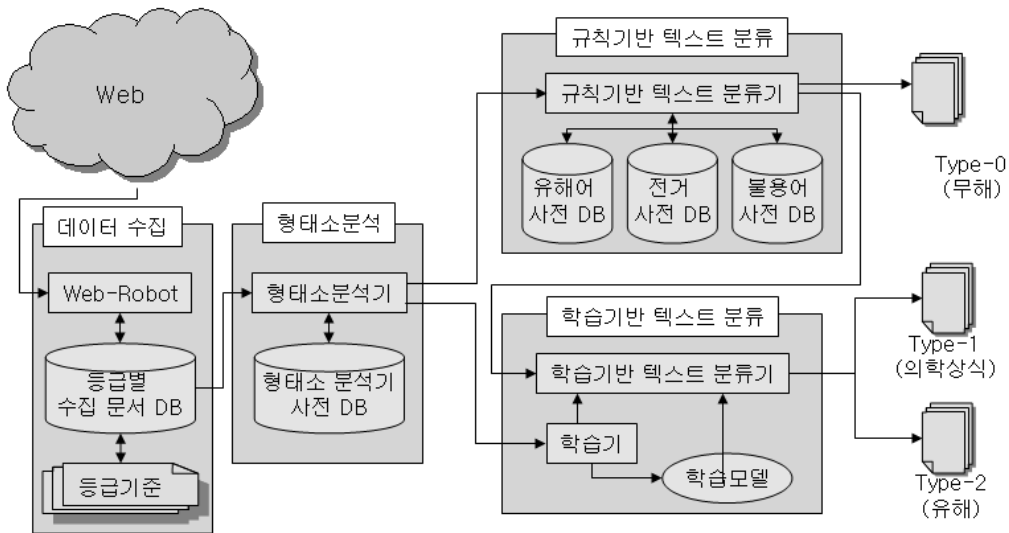 Web
데이터 수집
Web-Robot
등급별
수집 문서 DB
등급기준
형태소분석
형태소분석기
형태소 분석기
사전 DB
규칙기반 텍스트 분류
규칙기반 텍스트 분류기
유해어
사전 DB
전거
사전 DB
불용어
사전 DB
학습기반 텍스트 분류
학습기반 텍스트 분류기
학습기
학습모델
Type-0
(무해)
Type-1
(의학상식)
Type-2
(유해)